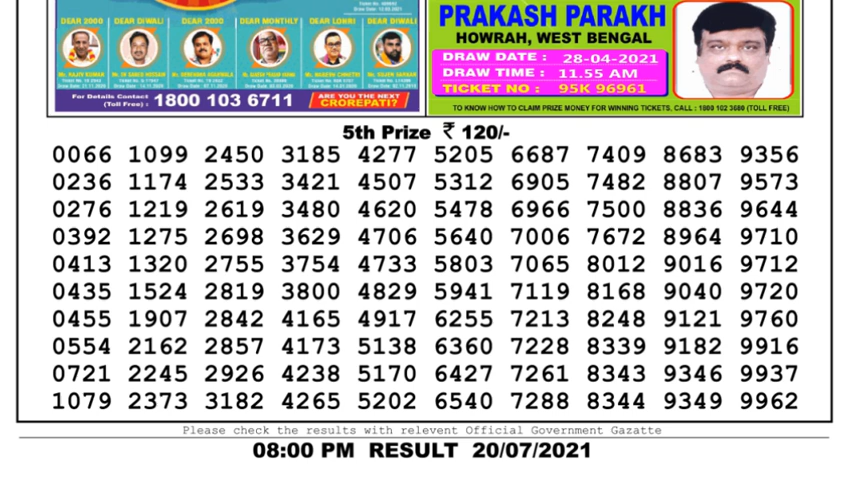 DEAR 2000 DEAR DIWALI DEAR 2000 DEAR MONTHLY DEAR LOHRI DEAR DIWALI
For Details Contact (Toll Free) : 1800 103 6711 ARE YOU THE NEXT CROREPATI?
PRAKASH PARAKH
HOWRAH, WEST BENGAL
DRAW DATE : 28-04-2021
DRAW TIME : 11.55 AM
TICKET NO : 95K 96961
TO KNOW HOW TO CLAIM PRIZE MONEY FOR WINNING TICKETS, CALL : 1800 102 3680 (TOLL FREE)
5th Prize ₹ 120/-
0066 1099 2450 3185 4277 5205 6687 7409 8683 9356
0236 1174 2533 3421 4507 5312 6905 7482 8807 9573
0276 1219 2619 3480 4620 5478 6966 7500 8836 9644
0392 1275 2698 3629 4706 5640 7006 7672 8964 9710
0413 1320 2755 3754 4733 5803 7065 8012 9016 9712
0435 1524 2819 3800 4829 5941 7119 8168 9040 9720
0455 1907 2842 4165 4917 6255 7213 8248 9121 9760
0554 2162 2857 4173 5138 6360 7228 8339 9182 9916
0721 2245 2926 4238 5170 6427 7261 8343 9346 9937
1079 2373 3182 4265 5202 6540 7288 8344 9349 9962
Please check the results with relevent Official Government Gazatte
08:00 PM RESULT 20/07/2021